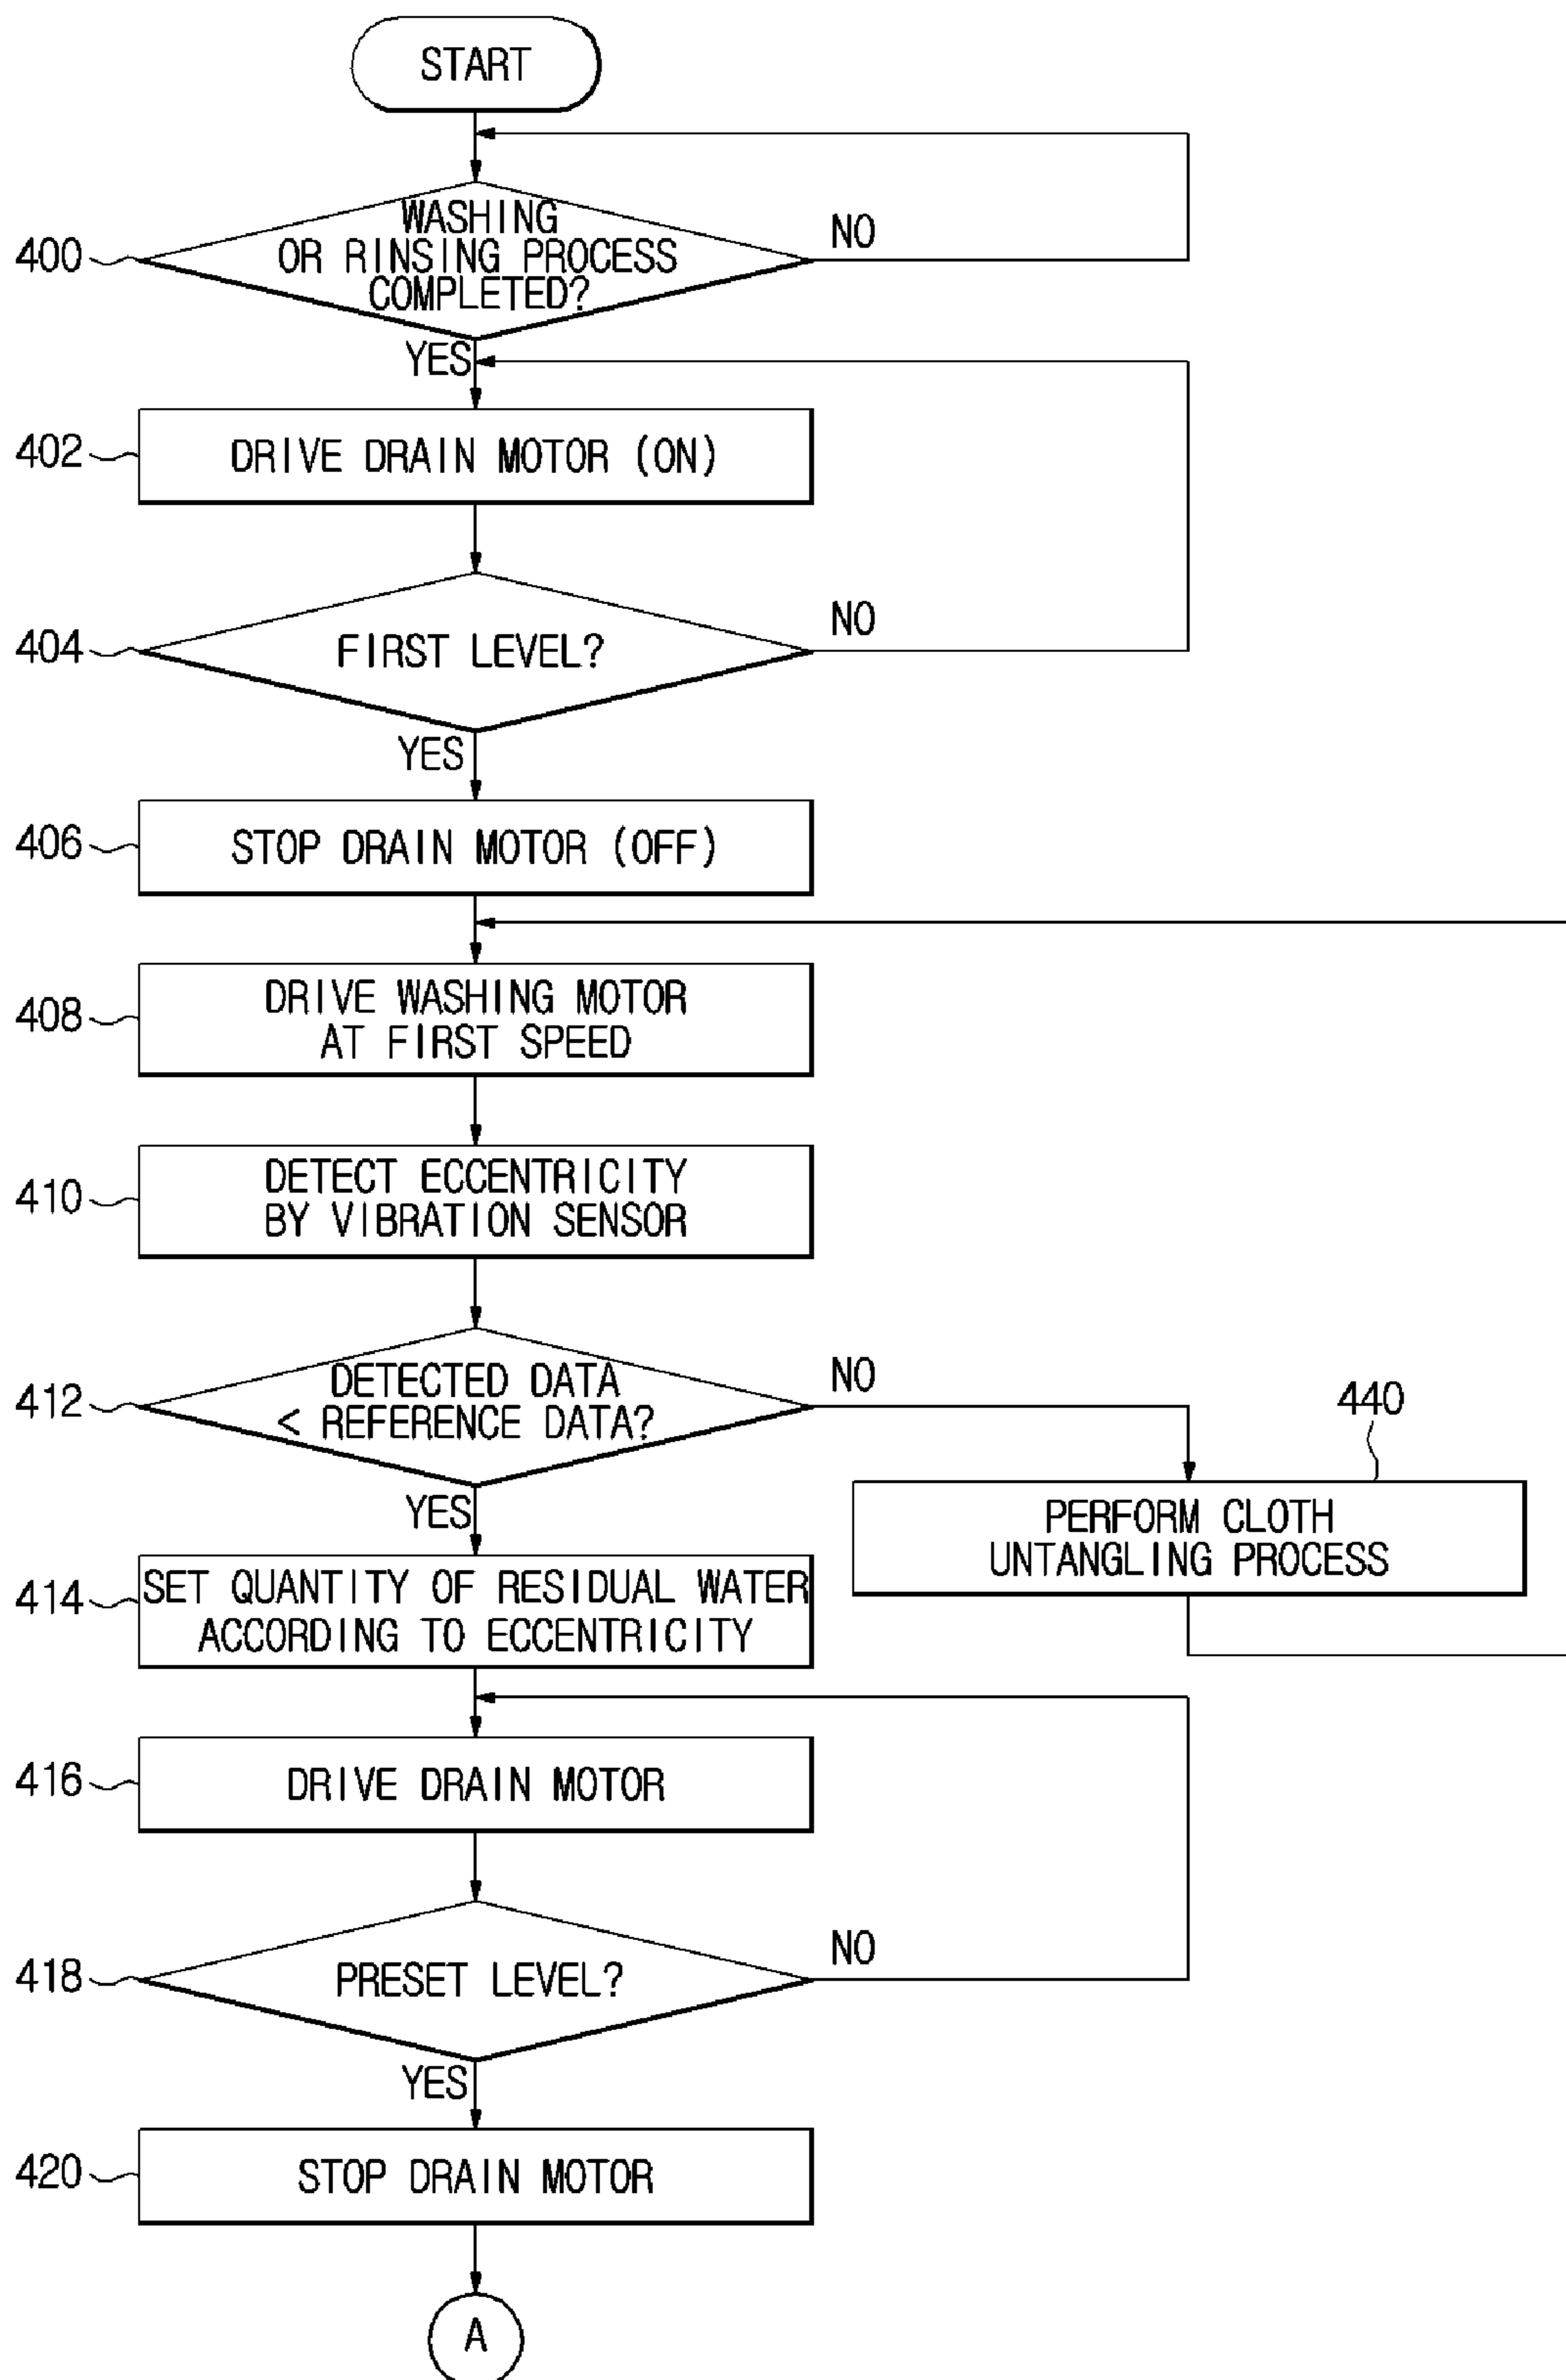 START
WASHING
OR RINSING PROCESS
COMPLETED?
NO
400
YES
DRIVE DRAIN MOTOR (ON)
402
FIRST LEVEL?
NO
404
YES
STOP DRAIN MOTOR (OFF)
406
DRIVE WASHING MOTOR
AT FIRST SPEED
408
DETECT ECCENTRICITY
BY VIBRATION SENSOR
410
DETECTED DATA
< REFERENCE DATA?
NO
412
440
PERFORM CLOTH
UNTANGLING PROCESS
YES
SET QUANTITY OF RESIDUAL WATER
ACCORDING TO ECCENTRICITY
414
DRIVE DRAIN MOTOR
416
PRESET LEVEL?
NO
418
YES
STOP DRAIN MOTOR
420
A